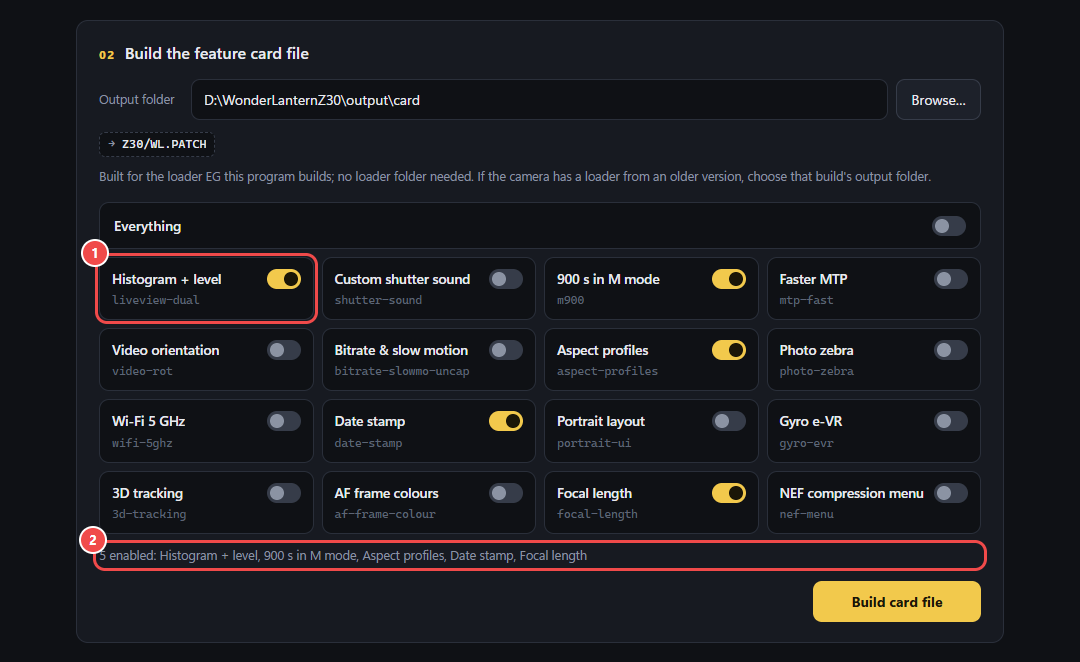 02 Build the feature card file
Output folder D:\WonderLanternZ30\output\card Browse...
→ Z30/WL.PATCH
Built for the loader EG this program builds; no loader folder needed. If the camera has a loader from an older version, choose that build's output folder.
Everything
1
Histogram + level Custom shutter sound 900 s in M mode Faster MTP
liveview-dual shutter-sound m900 mtp-fast
Video orientation Bitrate & slow motion Aspect profiles Photo zebra
video-rot bitrate-slowmo-uncap aspect-profiles photo-zebra
Wi-Fi 5 GHz Date stamp Portrait layout Gyro e-VR
wifi-5ghz date-stamp portrait-ui gyro-evr
3D tracking AF frame colours Focal length NEF compression menu
3d-tracking af-frame-colour focal-length nef-menu
2
5 enabled: Histogram + level, 900 s in M mode, Aspect profiles, Date stamp, Focal length
Build card file